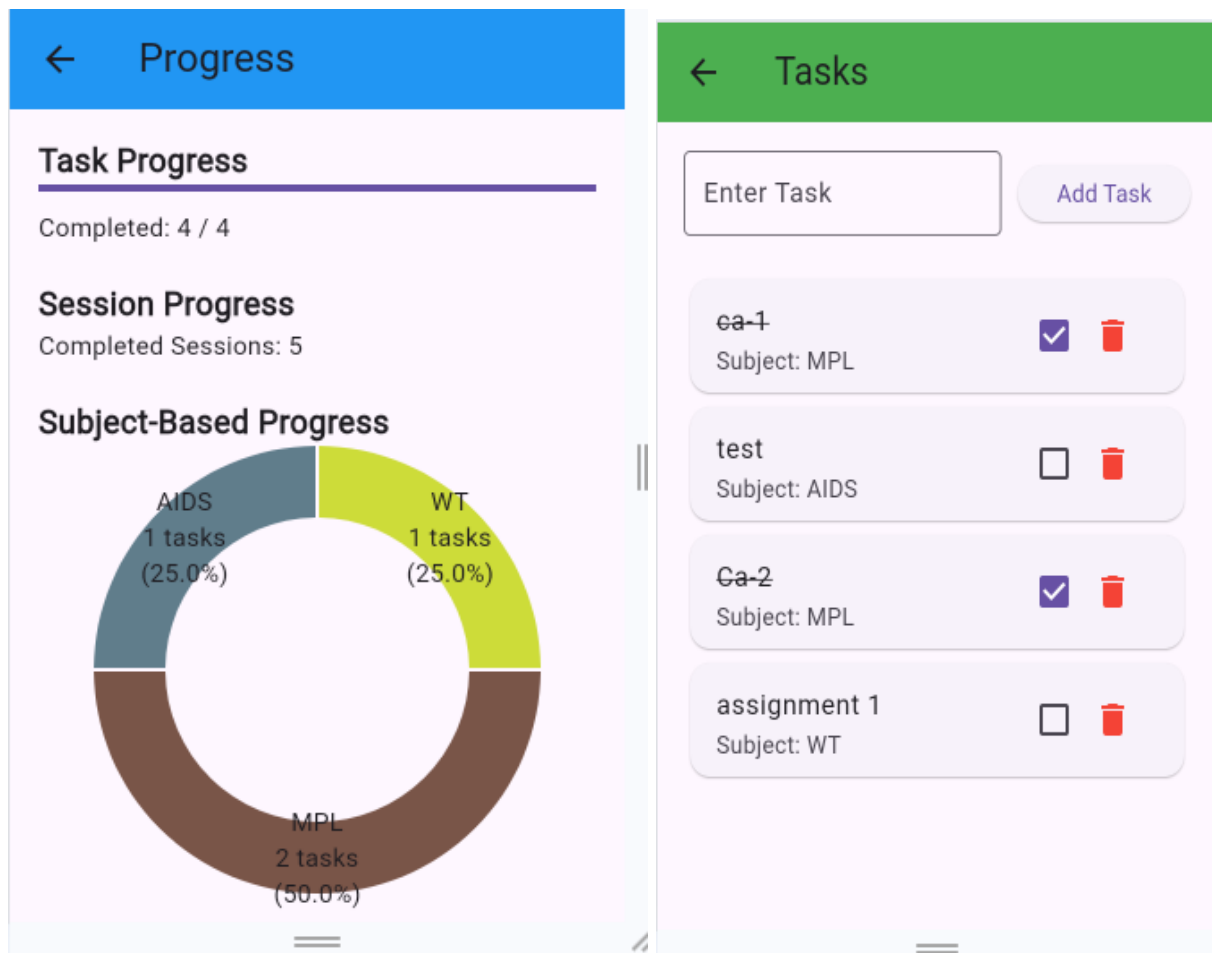 Progress
Task Progress
Completed: 4 / 4
Session Progress
Completed Sessions: 5
Subject-Based Progress
AIDS
1 tasks
(25.0%)
WT
1 tasks
(25.0%)
MPL
2 tasks
(50.0%)
Tasks
Enter Task
Add Task
ca-1
Subject: MPL
test
Subject: AIDS
Ca-2
Subject: MPL
assignment 1
Subject: WT